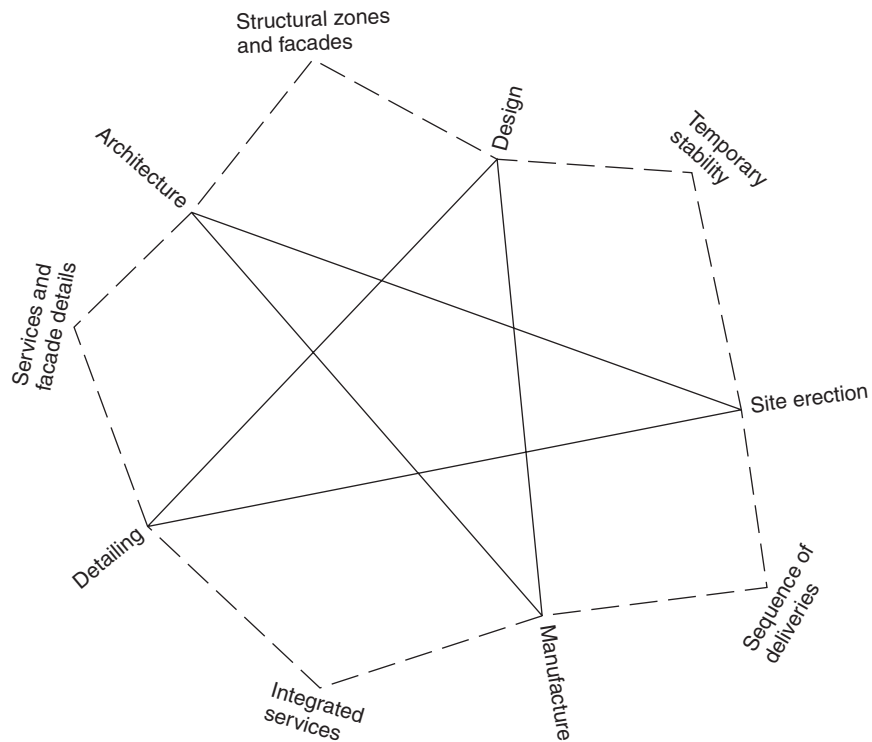 Structural zones
and facades
Design
Temporary
stability
Architecture
Services and
facade details
Site erection
Detailing
Sequence of
deliveries
Manufacture
Integrated
services